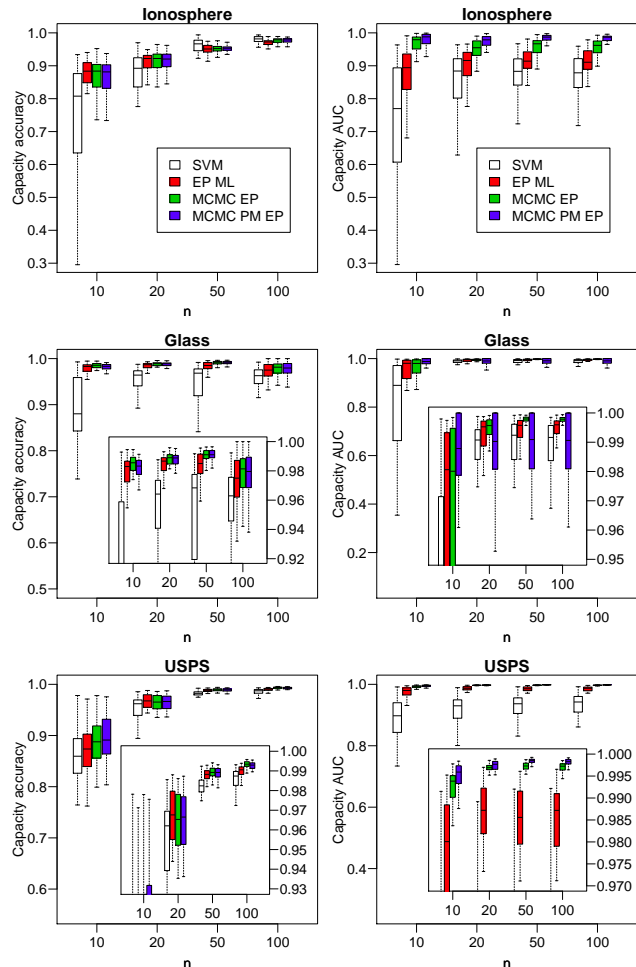 Ionosphere
Capacity accuracy
1.0
0.9
0.8
0.7
0.6
0.5
0.4
0.3
SVM
EP ML
MCMC EP
MCMC PM EP
10 20 50 100
n
Ionosphere
Capacity AUC
1.0
0.9
0.8
0.7
0.6
0.5
0.4
0.3
SVM
EP ML
MCMC EP
MCMC PM EP
10 20 50 100
n
Glass
Capacity accuracy
1.0
0.9
0.8
0.7
0.6
0.5
1.00
0.98
0.96
0.94
0.92
10 20 50 100
10 20 50 100
n
Glass
Capacity AUC
1.0
0.8
0.6
0.4
0.2
1.00
0.99
0.98
0.97
0.96
0.95
10 20 50 100
10 20 50 100
n
USPS
Capacity accuracy
1.0
0.9
0.8
0.7
0.6
1.00
0.99
0.98
0.97
0.96
0.95
0.94
0.93
10 20 50 100
10 20 50 100
n
USPS
Capacity AUC
1.0
0.8
0.6
0.4
1.000
0.995
0.990
0.985
0.980
0.975
0.970
10 20 50 100
10 20 50 100
n